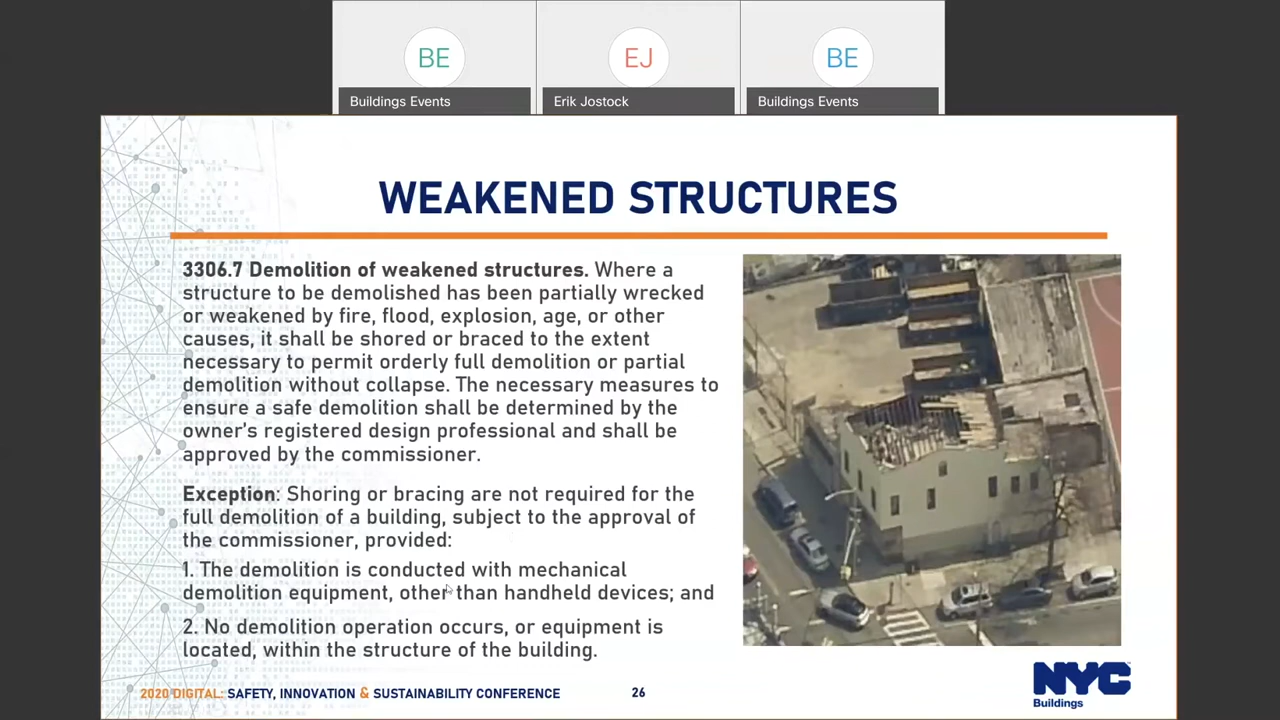 BE
EJ
BE
Buildings Events
Erik Jostock
Buildings Events
WEAKENED STRUCTURES
3306.7 Demolition of weakened structures. Where a
structure to be demolished has been partially wrecked
or weakened by fire, flood, explosion, age, or other
causes, it shall be shored or braced to the extent
necessary to permit orderly full demolition or partial
demolition without collapse. The necessary measures to
ensure a safe demolition shall be determined by the
owner's registered design professional and shall be
approved by the commissioner.
Exception: Shoring or bracing are not required for the
full demolition of a building, subject to the approval of
the commissioner, provided:
1. The demolition is conducted with mechanical
demolition equipment, other than handheld devices; and
2. No demolition operation occurs, or equipment is
located, within the structure of the building.
2020 DIGITAL: SAFETY, INNOVATION & SUSTAINABILITY CONFERENCE
26
NYC
Buildings